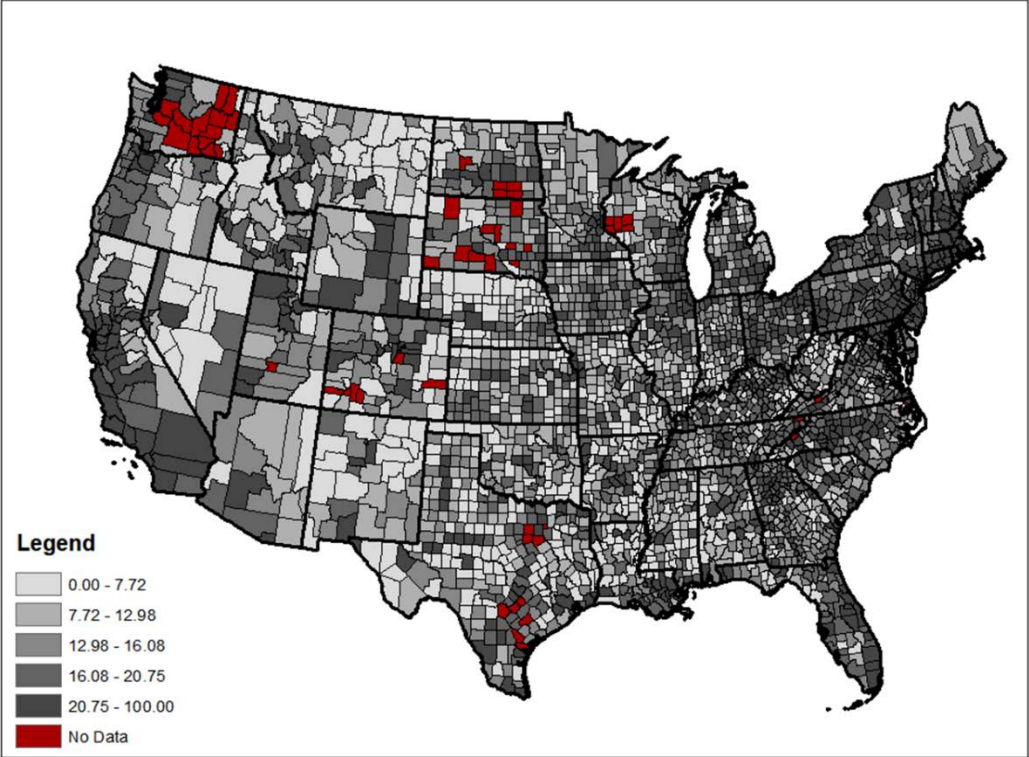 Legend
0.00 - 7.72
7.72 - 12.98
12.98 - 16.08
16.08 - 20.75
20.75 - 100.00
No Data